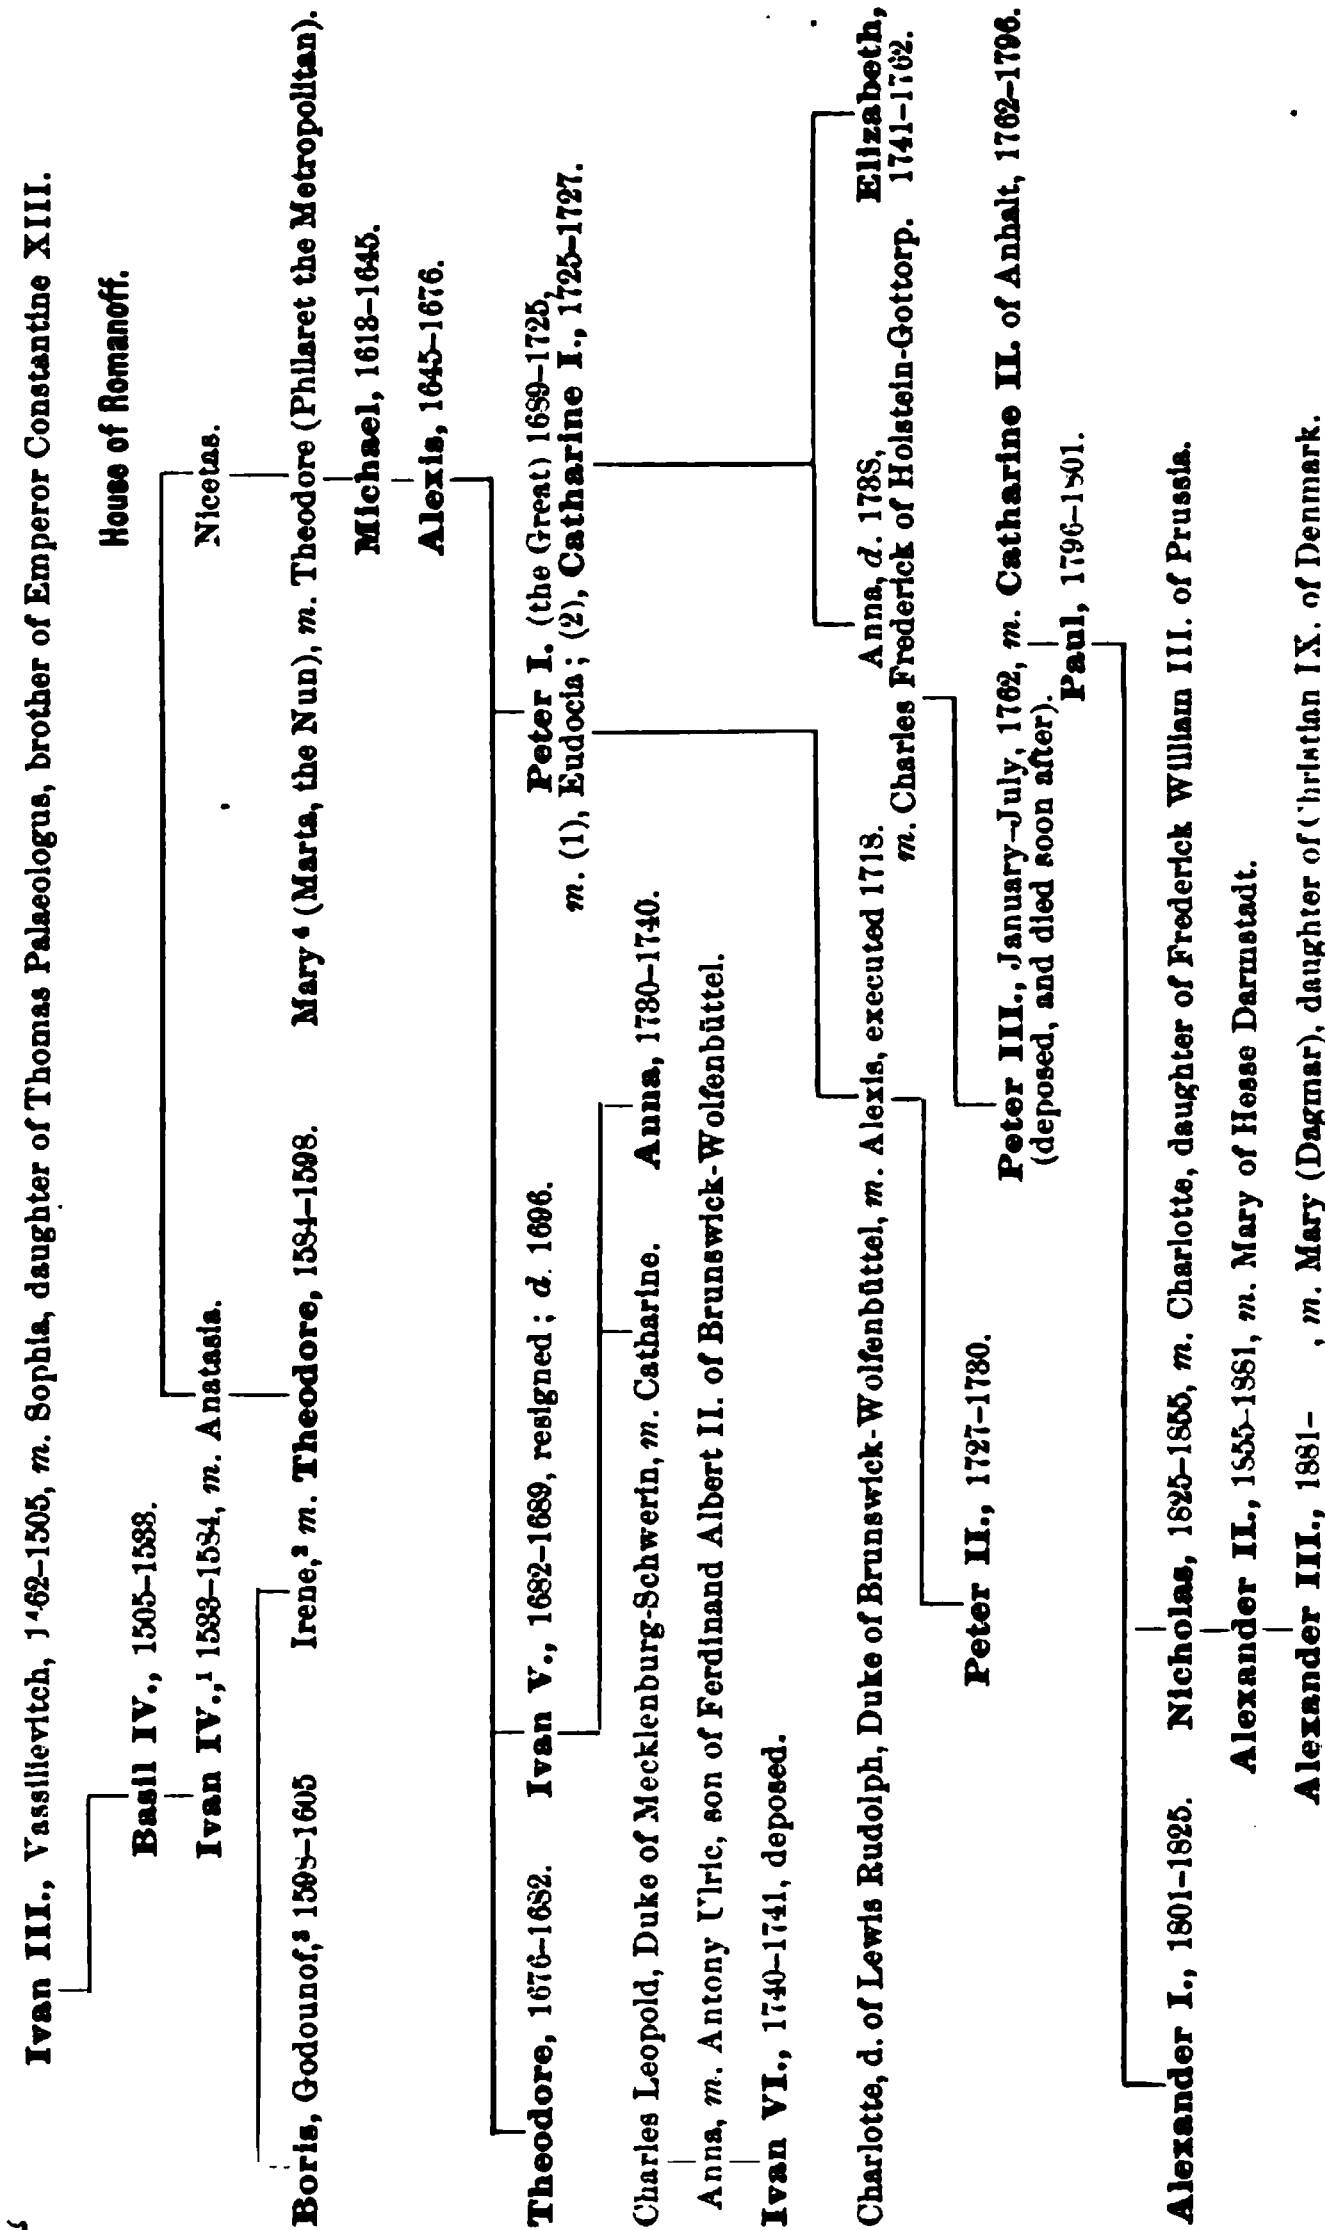 Ivan III., Vassilievitch, 1462–1505, m. Sophia, daughter of Thomas Palaeologus, brother of Emperor Constantine XIII.
House of Romanoff.
Basil IV., 1505–1533.
Ivan IV.,¹ 1533–1584, m. Anatasia.
Nicetas.
Boris, Godounof,³ 1598–1605
Irene,² m. Theodore, 1584–1598.
Mary⁴ (Marta, the Nun), m. Theodore (Philaret the Metropolitan).
Michael, 1613–1645.
Alexis, 1645–1676.
Theodore, 1676–1682.
Ivan V., 1682–1689, resigned; d. 1696.
Peter I. (the Great) 1689–1725,
m. (1), Eudocia; (2), Catharine I., 1725–1727.
Charles Leopold, Duke of Mecklenburg-Schwerin, m. Catharine.
Anna, 1730–1740.
Anna, m. Antony Ulric, son of Ferdinand Albert II. of Brunswick-Wolfenbüttel.
Ivan VI., 1740–1741, deposed.
Charlotte, d. of Lewis Rudolph, Duke of Brunswick-Wolfenbüttel, m. Alexis, executed 1718.
Anna, d. 1738,
m. Charles Frederick of Holstein-Gottorp.
Elizabeth,
1741–1762.
Peter II., 1727–1730.
Peter III., January–July, 1762, m. Catharine II. of Anhalt, 1762–1796.
(deposed, and died soon after).
Paul, 1796–1801.
Alexander I., 1801–1825.
Nicholas, 1825–1855, m. Charlotte, daughter of Frederick William III. of Prussia.
Alexander II., 1855–1881, m. Mary of Hesse Darmstadt.
Alexander III., 1881– , m. Mary (Dagmar), daughter of Christian IX. of Denmark.